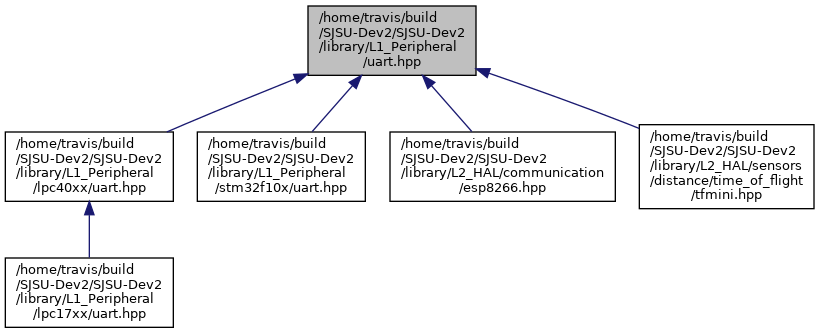 /home/travis/build
/SJSU-Dev2/SJSU-Dev2
/library/L1_Peripheral
/uart.hpp
/home/travis/build
/SJSU-Dev2/SJSU-Dev2
/library/L1_Peripheral
/lpc40xx/uart.hpp
/home/travis/build
/SJSU-Dev2/SJSU-Dev2
/library/L1_Peripheral
/stm32f10x/uart.hpp
/home/travis/build
/SJSU-Dev2/SJSU-Dev2
/library/L2_HAL/communication
/esp8266.hpp
/home/travis/build
/SJSU-Dev2/SJSU-Dev2
/library/L2_HAL/sensors
/distance/time_of_flight
/tfmini.hpp
/home/travis/build
/SJSU-Dev2/SJSU-Dev2
/library/L1_Peripheral
/lpc17xx/uart.hpp